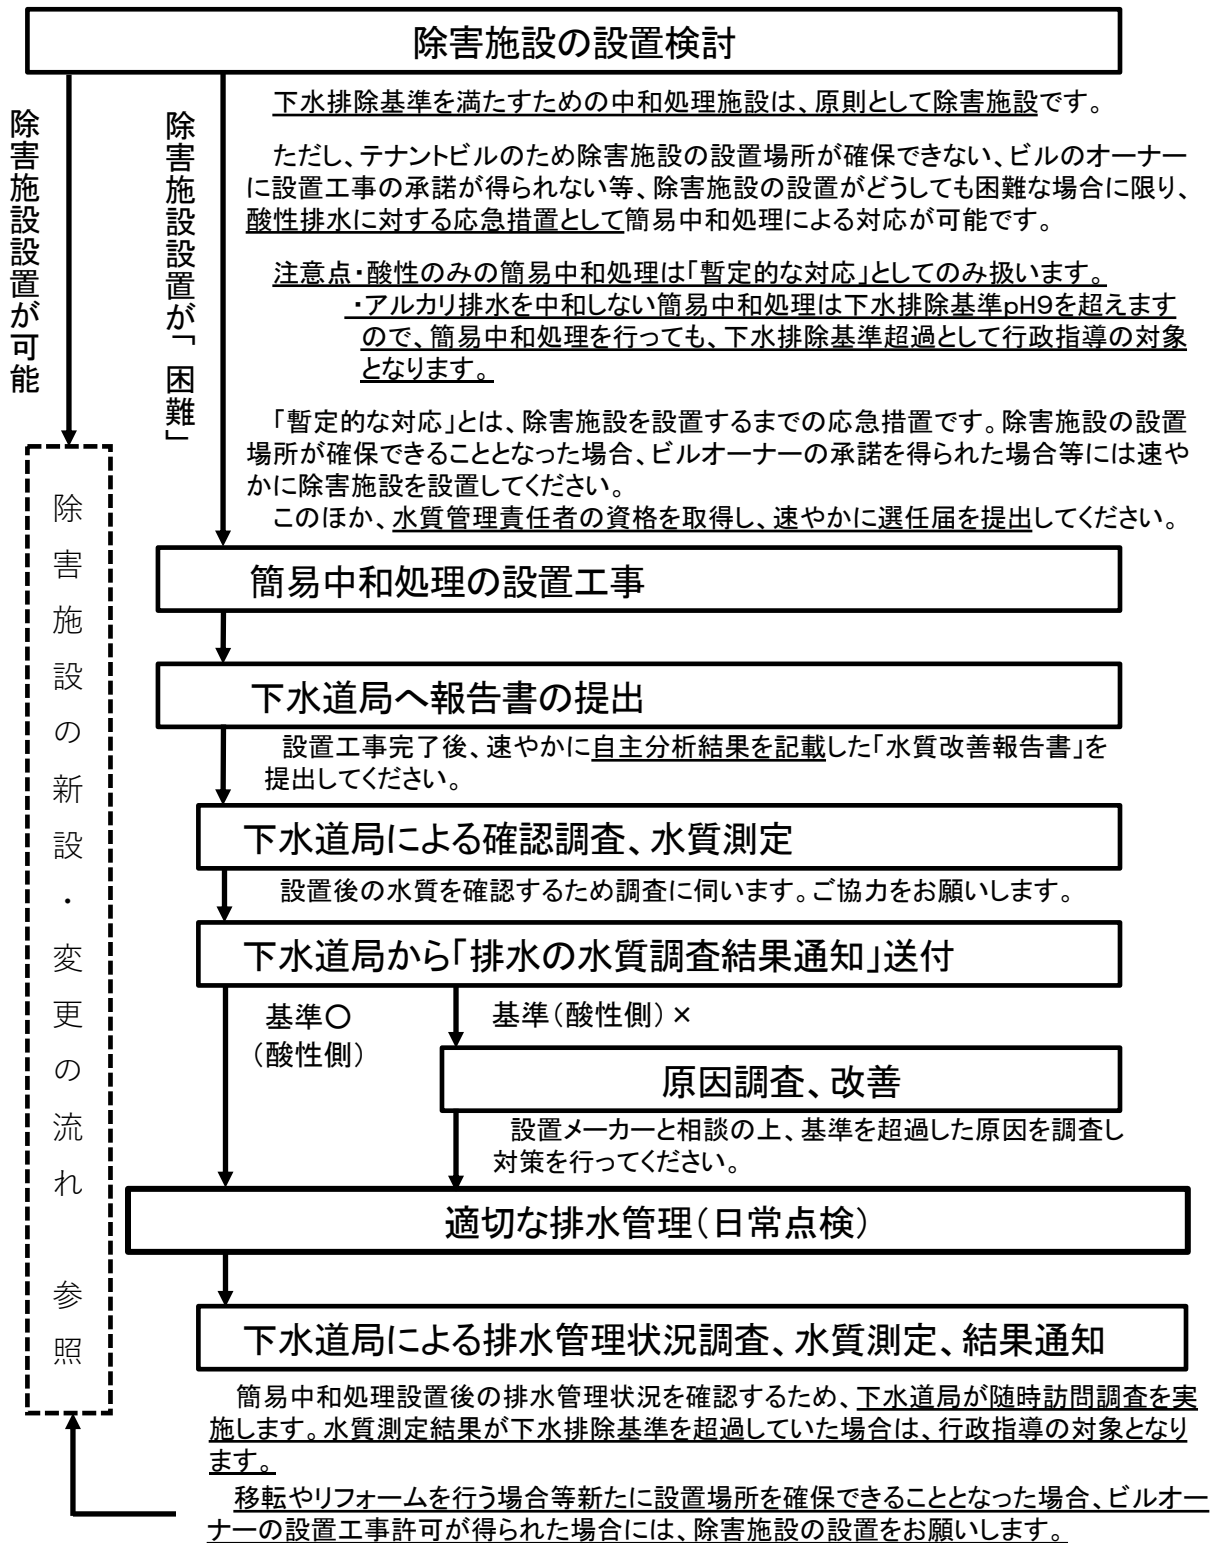 除害施設の設置検討
除害施設設置が可能
除害施設設置が「困難」
下水排除基準を満たすための中和処理施設は、原則として除害施設です。
ただし、テナントビルのため除害施設の設置場所が確保できない、ビルのオーナー
に設置工事の承諾が得られない等、除害施設の設置がどうしても困難な場合に限り、
酸性排水に対する応急措置として簡易中和処理による対応が可能です。
注意点・酸性のみの簡易中和処理は「暫定的な対応」としてのみ扱います。
・アルカリ排水を中和しない簡易中和処理は下水排除基準pH9を超えます
ので、簡易中和処理を行っても、下水排除基準超過として行政指導の対象
となります。
「暫定的な対応」とは、除害施設を設置するまでの応急措置です。除害施設の設置
場所が確保できることとなった場合、ビルオーナーの承諾を得られた場合等には速や
かに除害施設を設置してください。
このほか、水質管理責任者の資格を取得し、速やかに選任届を提出してください。
除害施設の新設・変更の流れ 参照
簡易中和処理の設置工事
下水道局へ報告書の提出
設置工事完了後、速やかに自主分析結果を記載した「水質改善報告書」を
提出してください。
下水道局による確認調査、水質測定
設置後の水質を確認するため調査に伺います。ご協力をお願いします。
下水道局から「排水の水質調査結果通知」送付
基準〇
（酸性側）
基準（酸性側）×
原因調査、改善
設置メーカーと相談の上、基準を超過した原因を調査し
対策を行ってください。
適切な排水管理（日常点検）
下水道局による排水管理状況調査、水質測定、結果通知
簡易中和処理設置後の排水管理状況を確認するため、下水道局が随時訪問調査を実
施します。水質測定結果が下水排除基準を超過していた場合は、行政指導の対象となり
ます。
移転やリフォームを行う場合等新たに設置場所を確保できることとなった場合、ビルオー
ナーの設置工事許可が得られた場合には、除害施設の設置をお願いします。